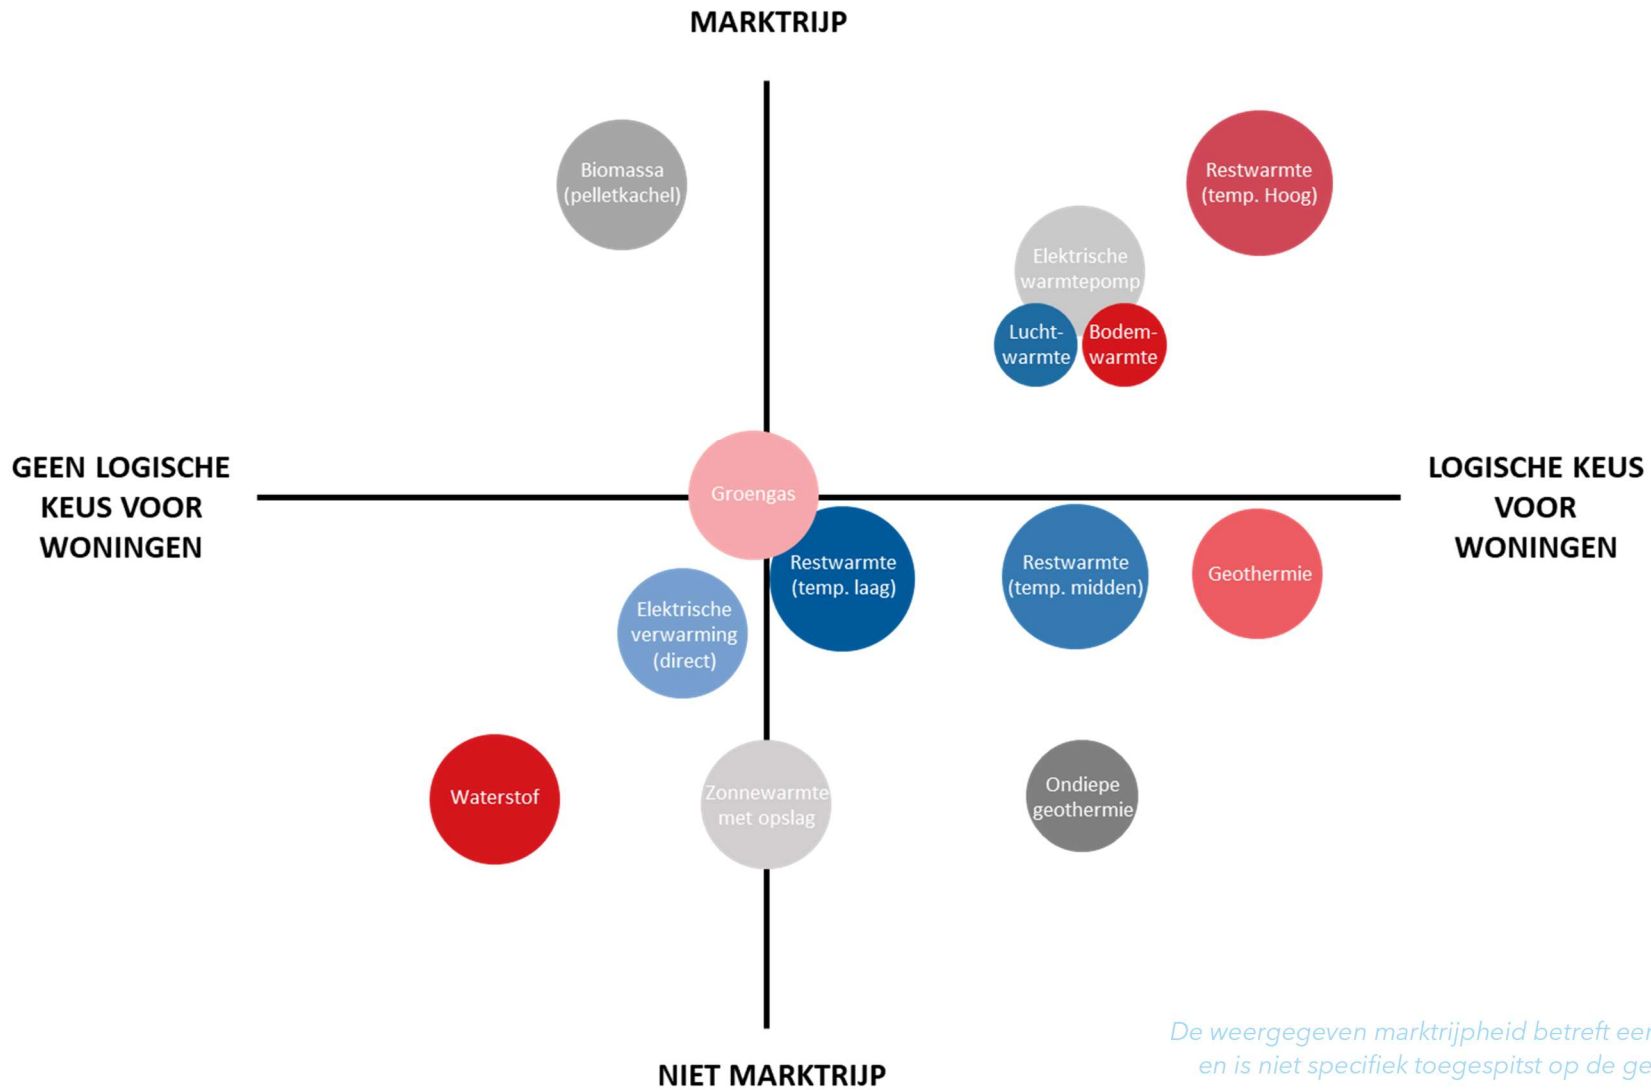 MARKTRIJP
Biomassa
(pelletkachel)
Restwarmte
(temp. Hoog)
Elektrische
warmtepomp
Lucht-
warmte
Bodem-
warmte
GEEN LOGISCHE
KEUS VOOR
WONINGEN
LOGISCHE KEUS
VOOR
WONINGEN
Groengas
Restwarmte
(temp. laag)
Restwarmte
(temp. midden)
Geothermie
Elektrische
verwarming
(direct)
Waterstof
Zonnewarmte
met opslag
Ondiepe
geothermie
De weergegeven marktrijpheid betreft een
en is niet specifiek toegespitst op de ge
NIET MARKTRIJP